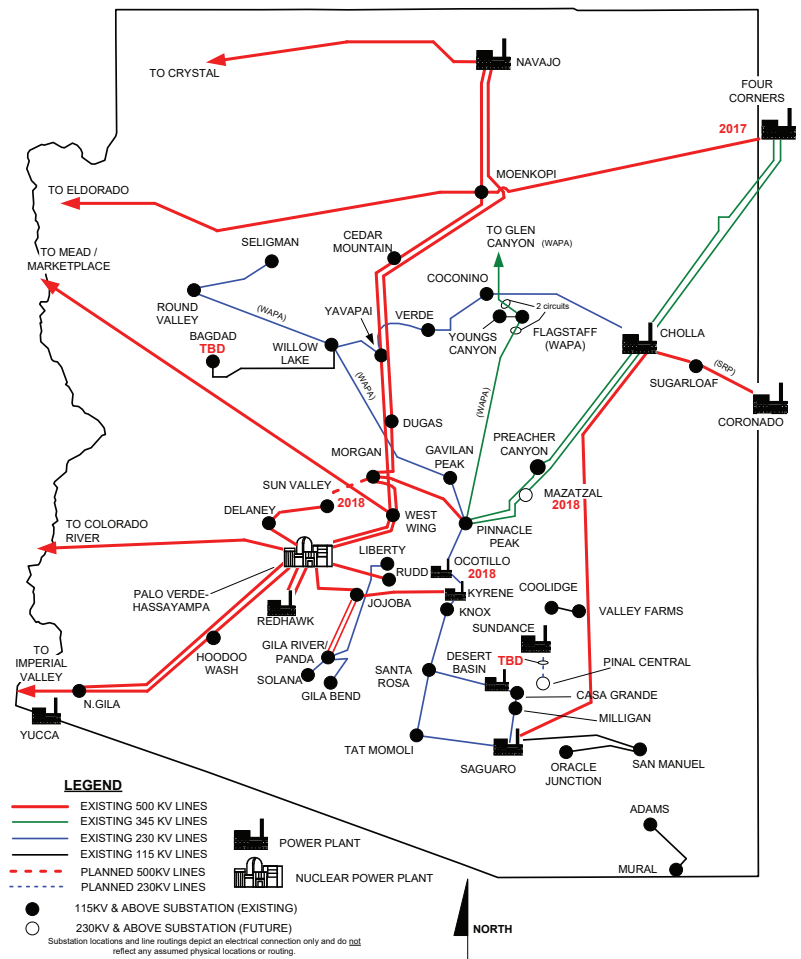 NAVAJO
TO CRYSTAL
FOUR
CORNERS
2017
MOENKOPI
TO ELDORADO
TO GLEN
CANYON (WAPA)
CEDAR
MOUNTAIN
SELIGMAN
TO MEAD /
MARKETPLACE
COCONINO
2 circuits
ROUND
VALLEY
(WAPA)
YAVAPAI
VERDE
BAGDAD
TBD
WILLOW
LAKE
YOUNGS
CANYON
FLAGSTAFF
(WAPA)
CHOLLA
(SRP)
SUGARLOAF
CORONADO
(WAPA)
(WAPA)
DUGAS
MORGAN
GAVILAN
PEAK
PREACHER
CANYON
SUN VALLEY
2018
MAZATZAL
2018
DELANEY
WEST
WING
PINNACLE
PEAK
TO COLORADO
RIVER
LIBERTY
RUDD
OCOTILLO
2018
PALO VERDE-
HASSAYAMPA
REDHAWK
JOJOBA
KYRENE
KNOX
COOLIDGE
VALLEY FARMS
SUNDANCE
HOODOO
WASH
GILA RIVER/
PANDA
SOLANA
GILA BEND
SANTA
ROSA
DESERT
BASIN
TBD
PINAL CENTRAL
CASA GRANDE
MILLIGAN
TO
IMPERIAL
VALLEY
N.GILA
YUCCA
TAT MOMOLI
SAGUARO
ORACLE
JUNCTION
SAN MANUEL
ADAMS
MURAL
LEGEND
EXISTING 500 KV LINES
EXISTING 345 KV LINES
EXISTING 230 KV LINES
EXISTING 115 KV LINES
PLANNED 500KV LINES
PLANNED 230KV LINES
POWER PLANT
NUCLEAR POWER PLANT
115KV & ABOVE SUBSTATION (EXISTING)
230KV & ABOVE SUBSTATION (FUTURE)
Substation locations and line routings depict an electrical connection only and do not
reflect any assumed physical locations or routing.
NORTH